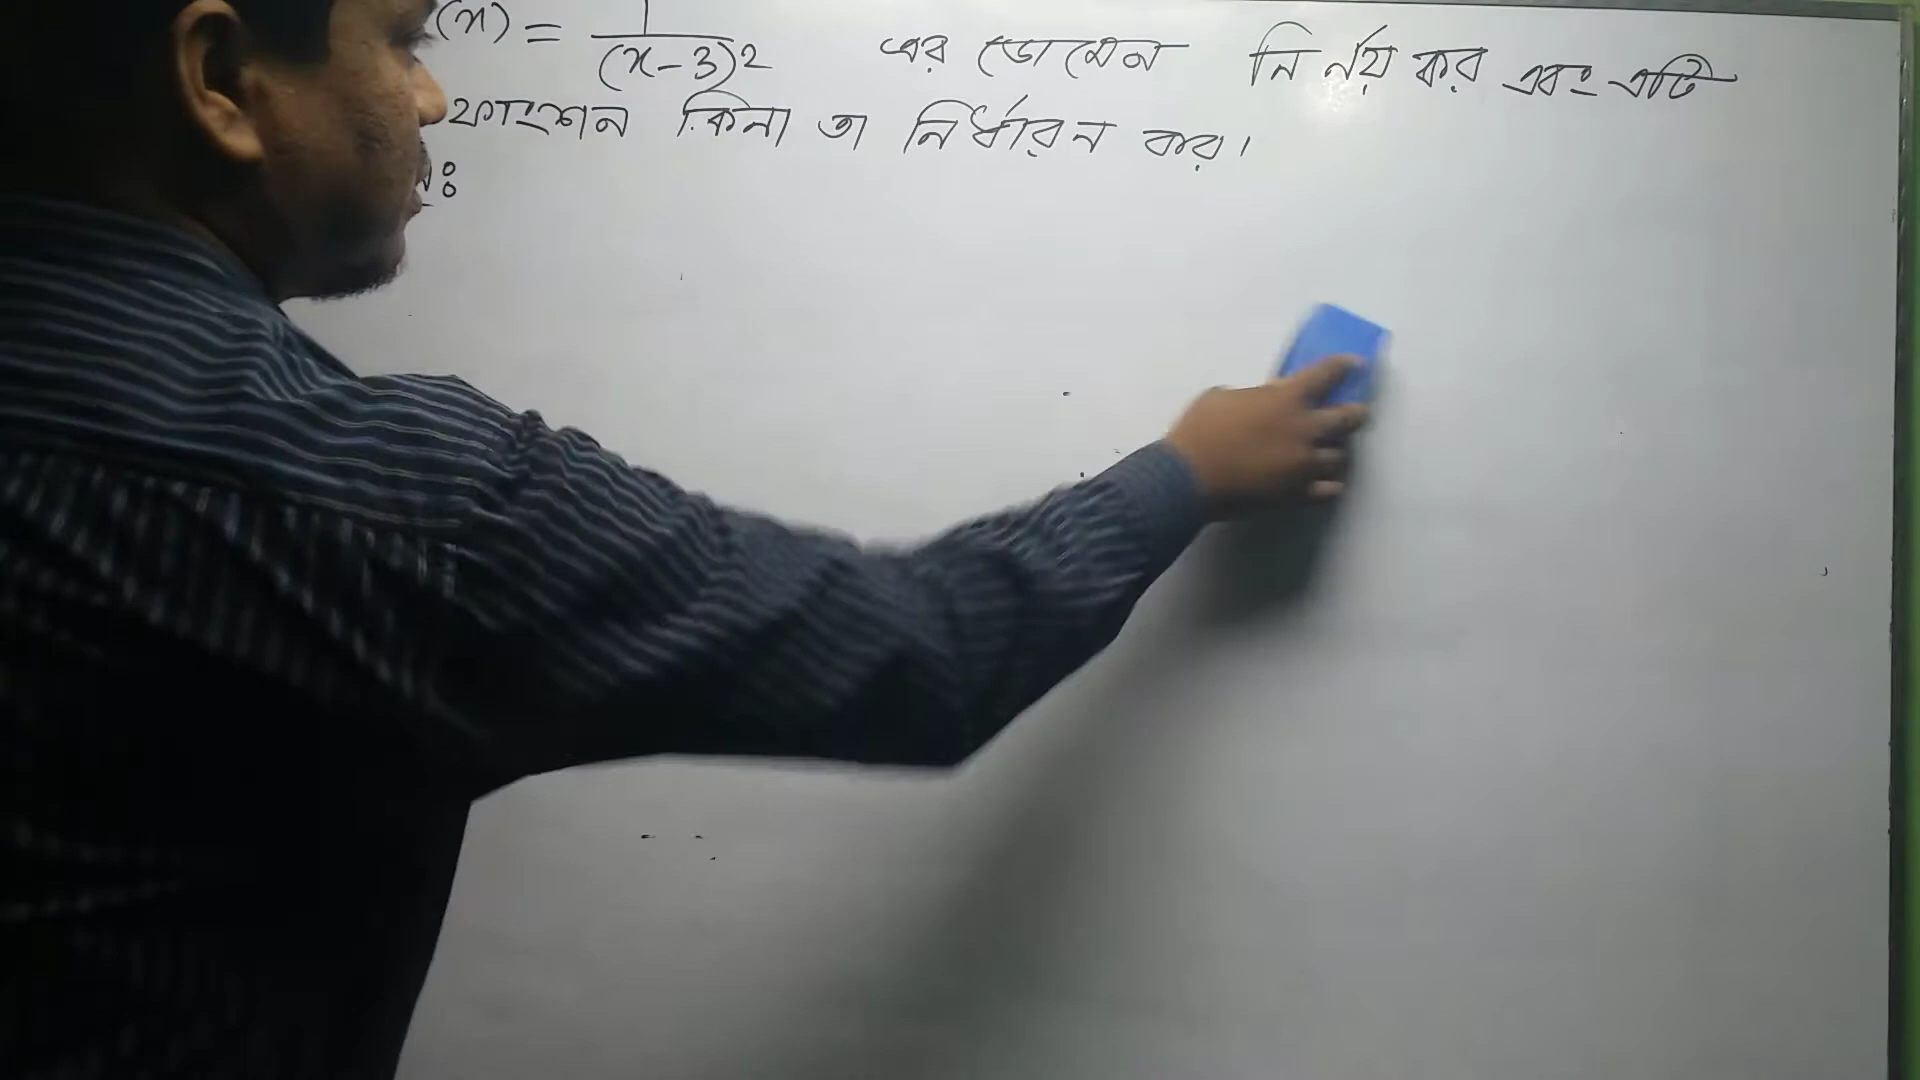 (x) = 1/(x-3)2 এর ডোমেন নির্ণয় কর এবং এটি
ফাংশন কিনা তা নির্ধারন কর।
ঃ